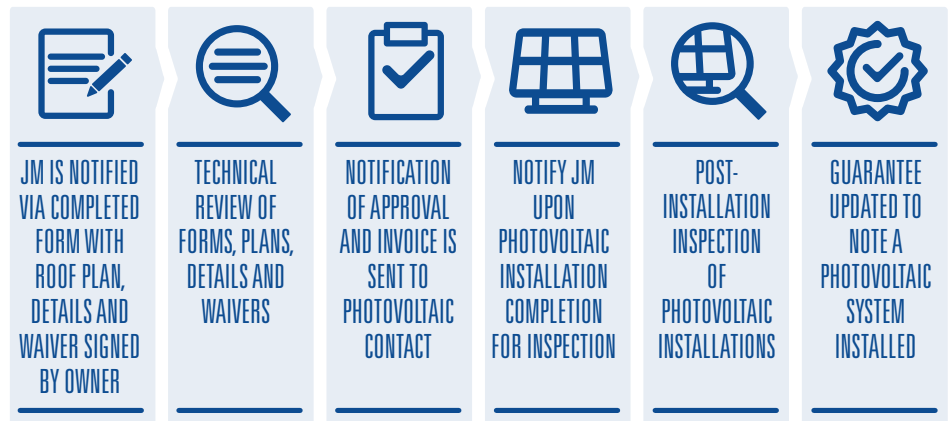 JM IS NOTIFIED
VIA COMPLETED
FORM WITH
ROOF PLAN,
DETAILS AND
WAIVER SIGNED
BY OWNER
TECHNICAL
REVIEW OF
FORMS, PLANS,
DETAILS AND
WAIVERS
NOTIFICATION
OF APPROVAL
AND INVOICE IS
SENT TO
PHOTOVOLTAIC
CONTACT
NOTIFY JM
UPON
PHOTOVOLTAIC
INSTALLATION
COMPLETION
FOR INSPECTION
POST-
INSTALLATION
INSPECTION
OF
PHOTOVOLTAIC
INSTALLATIONS
GUARANTEE
UPDATED TO
NOTE A
PHOTOVOLTAIC
SYSTEM
INSTALLED